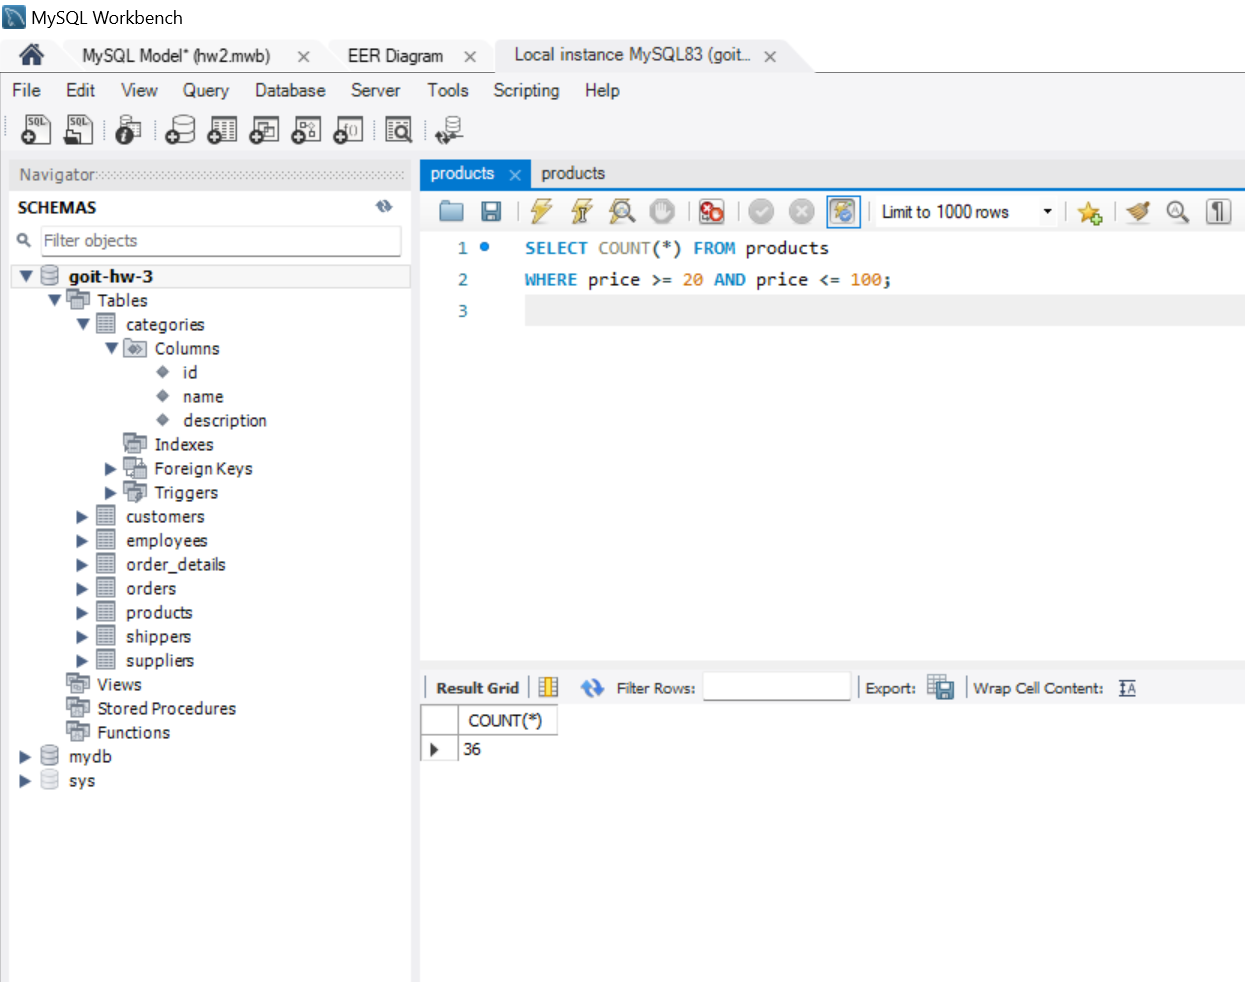 MySQL Workbench
MySQL Model* (hw2.mwb)
EER Diagram
Local instance MySQL83 (goit...
File Edit View Query Database Server Tools Scripting Help
SQL SQL
Navigator
products
products
SCHEMAS
Limit to 1000 rows
Filter objects
1 SELECT COUNT(*) FROM products
2 WHERE price >= 20 AND price <= 100;
3
goit-hw-3
Tables
categories
Columns
id
name
description
Indexes
Foreign Keys
Triggers
customers
employees
order_details
orders
products
shippers
suppliers
Views
Stored Procedures
Functions
mydb
sys
Result Grid
Filter Rows:
Export:
Wrap Cell Content:
COUNT(*)
36